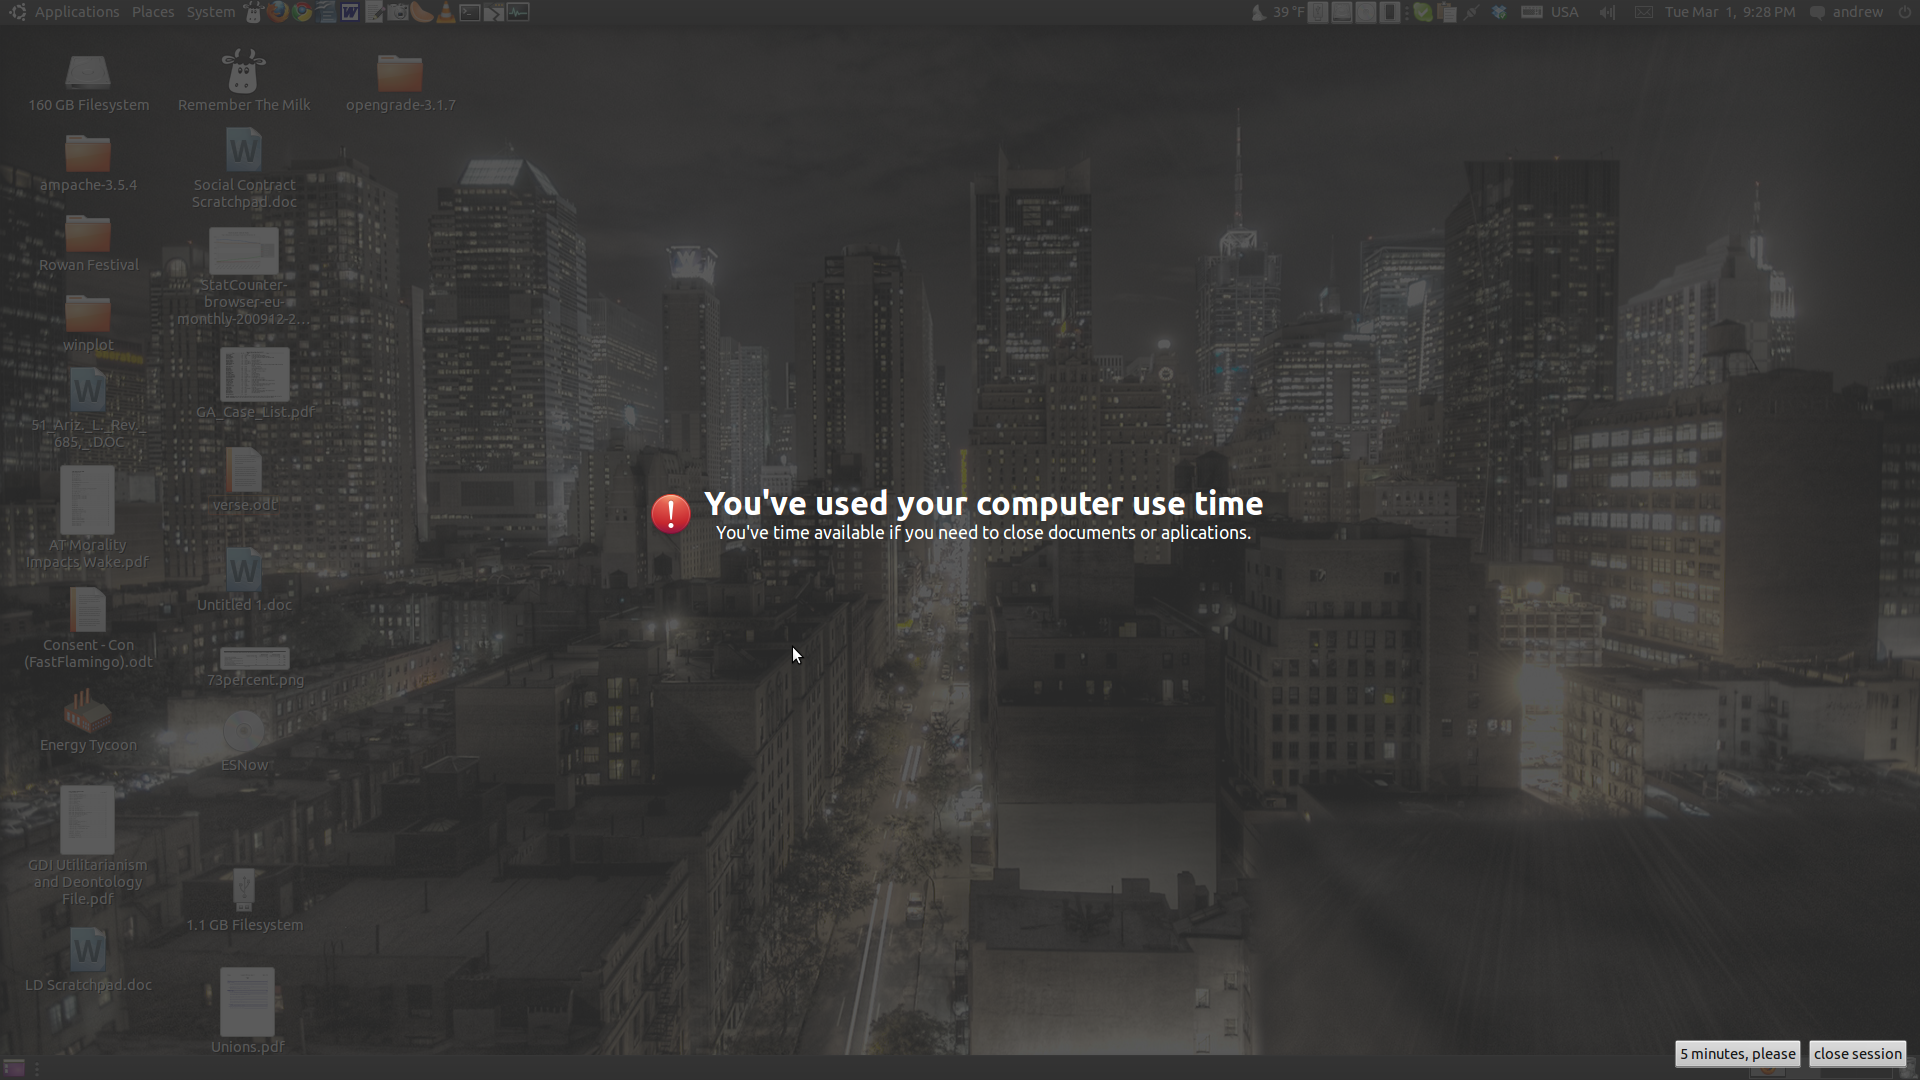 Applications Places System 39 °F USA Tue Mar 1, 9:28 PM andrew
160 GB Filesystem
Remember The Milk
opengrade-3.1.7
ampache-3.5.4
Social Contract
Scratchpad.doc
Rowan Festival
StatCounter-
browser-eu-
monthly-200912-2...
winplot
GA_Case_List.pdf
51_Ariz._L._Rev._
685,_.DOC
verse.odt
You've used your computer use time
You've time available if you need to close documents or aplications.
AT Morality
Impacts Wake.pdf
Untitled 1.doc
Consent - Con
(FastFlamingo).odt
73percent.png
Energy Tycoon
ESNow
GDI Utilitarianism
and Deontology
File.pdf
1.1 GB Filesystem
LD Scratchpad.doc
Unions.pdf
5 minutes, please
close session